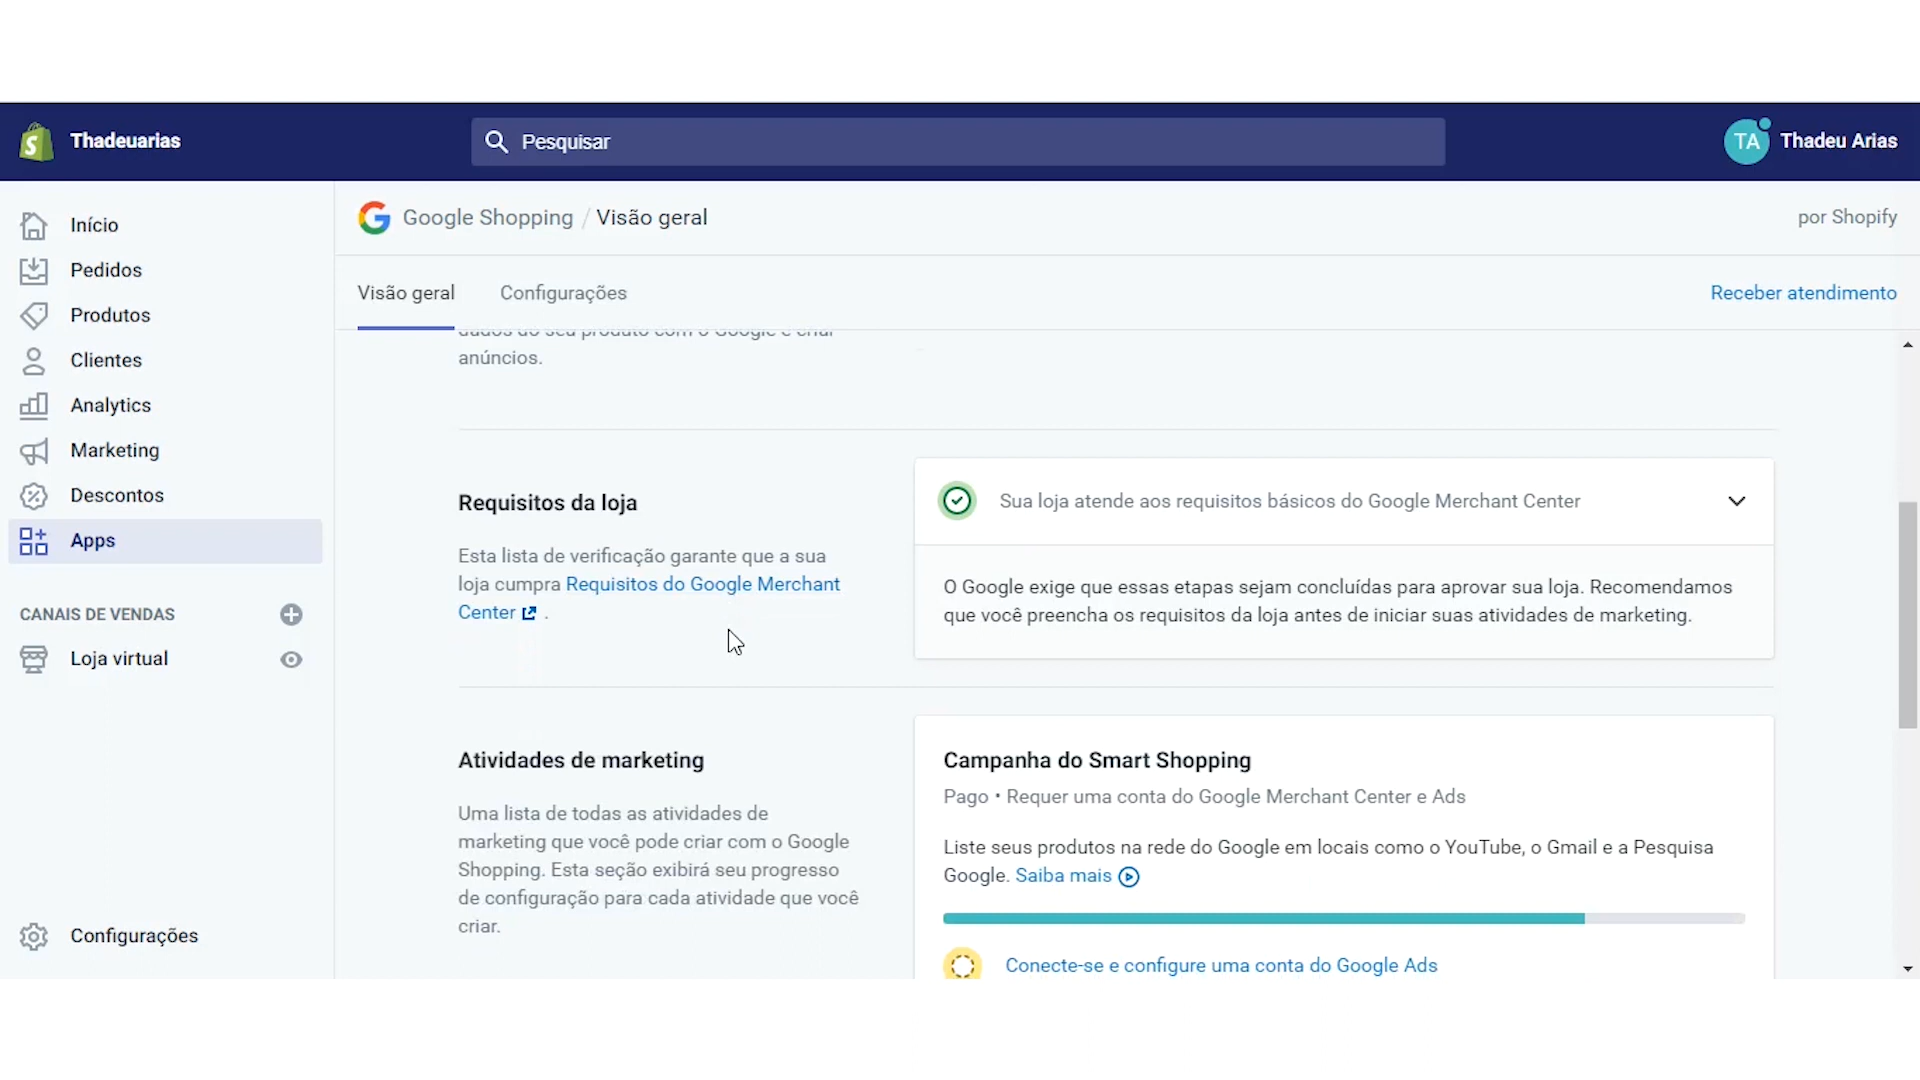 Thadeuarias
Pesquisar
TA
Thadeu Arias
Início
Pedidos
Produtos
Clientes
Analytics
Marketing
Descontos
Apps
CANAIS DE VENDAS
Loja virtual
Configurações
Google Shopping / Visão geral
por Shopify
Visão geral
Configurações
Receber atendimento
dados do seu produto com o Google e criar
anúncios.
Requisitos da loja
Esta lista de verificação garante que a sua
loja cumpra Requisitos do Google Merchant
Center .
Sua loja atende aos requisitos básicos do Google Merchant Center
O Google exige que essas etapas sejam concluídas para aprovar sua loja. Recomendamos
que você preencha os requisitos da loja antes de iniciar suas atividades de marketing.
Atividades de marketing
Uma lista de todas as atividades de
marketing que você pode criar com o Google
Shopping. Esta seção exibirá seu progresso
de configuração para cada atividade que você
criar.
Campanha do Smart Shopping
Pago • Requer uma conta do Google Merchant Center e Ads
Liste seus produtos na rede do Google em locais como o YouTube, o Gmail e a Pesquisa
Google. Saiba mais
Conecte-se e configure uma conta do Google Ads